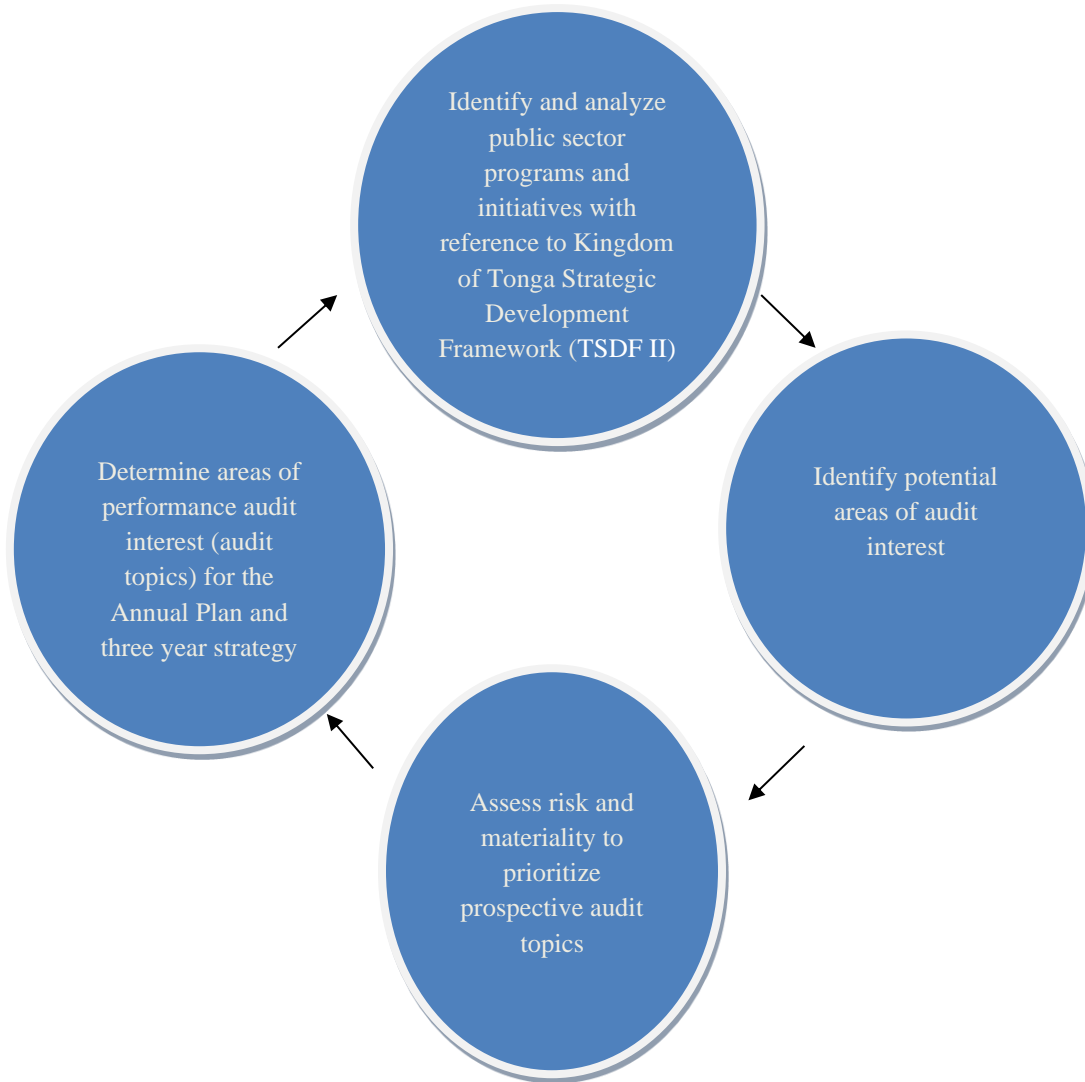 Identify and analyze
public sector
programs and
initiatives with
reference to Kingdom
of Tonga Strategic
Development
Framework (TSDF II)
Identify potential
areas of audit
interest
Assess risk and
materiality to
prioritize
prospective audit
topics
Determine areas of
performance audit
interest (audit
topics) for the
Annual Plan and
three year strategy